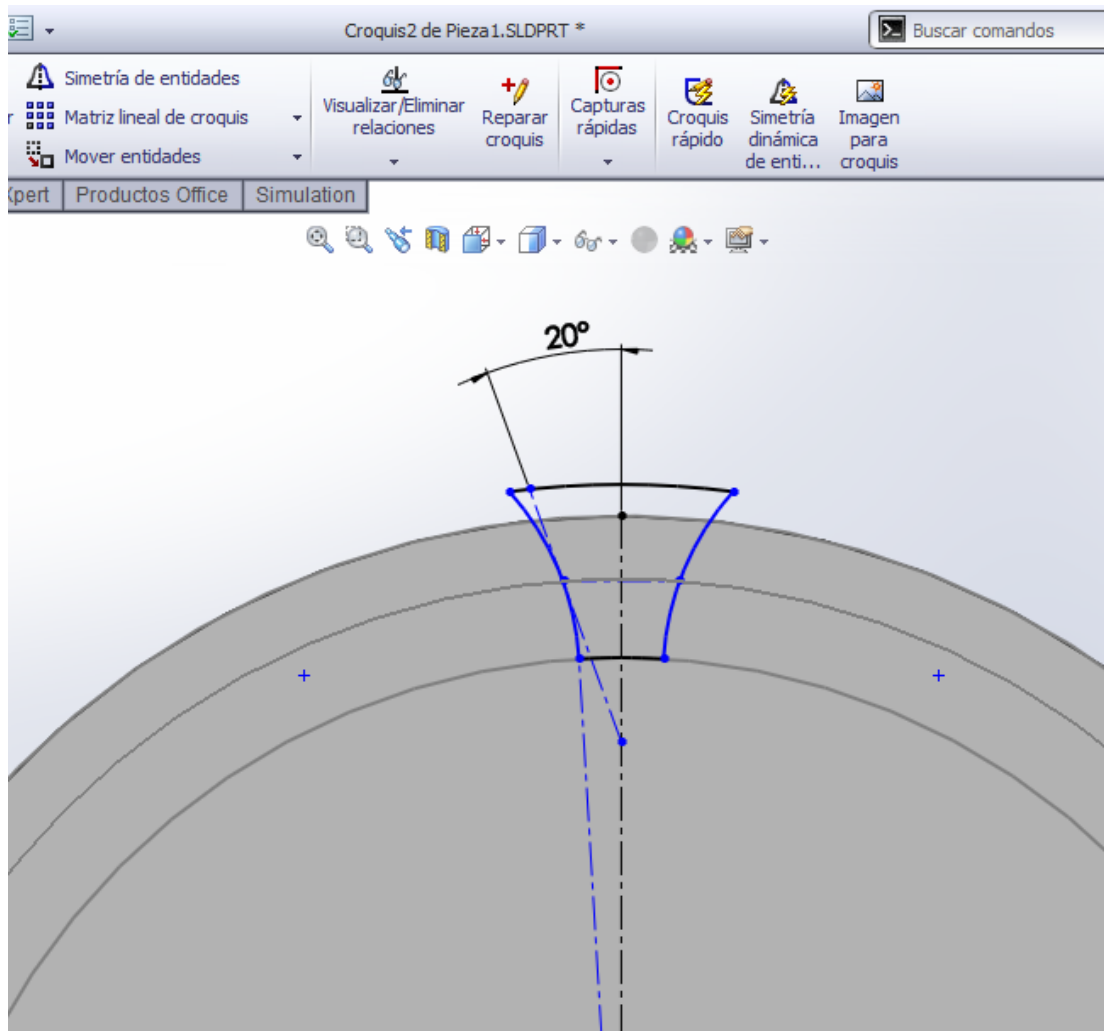 Croquis2 de Pieza1.SLDPRT *
Buscar comandos
Simetría de entidades
Matriz lineal de croquis
Mover entidades
Visualizar/Eliminar
relaciones
Reparar
croquis
Capturas
rápidas
Croquis
rápido
Simetría
dinámica
de enti...
Imagen
para
croquis
Productos Office
Simulation
20°